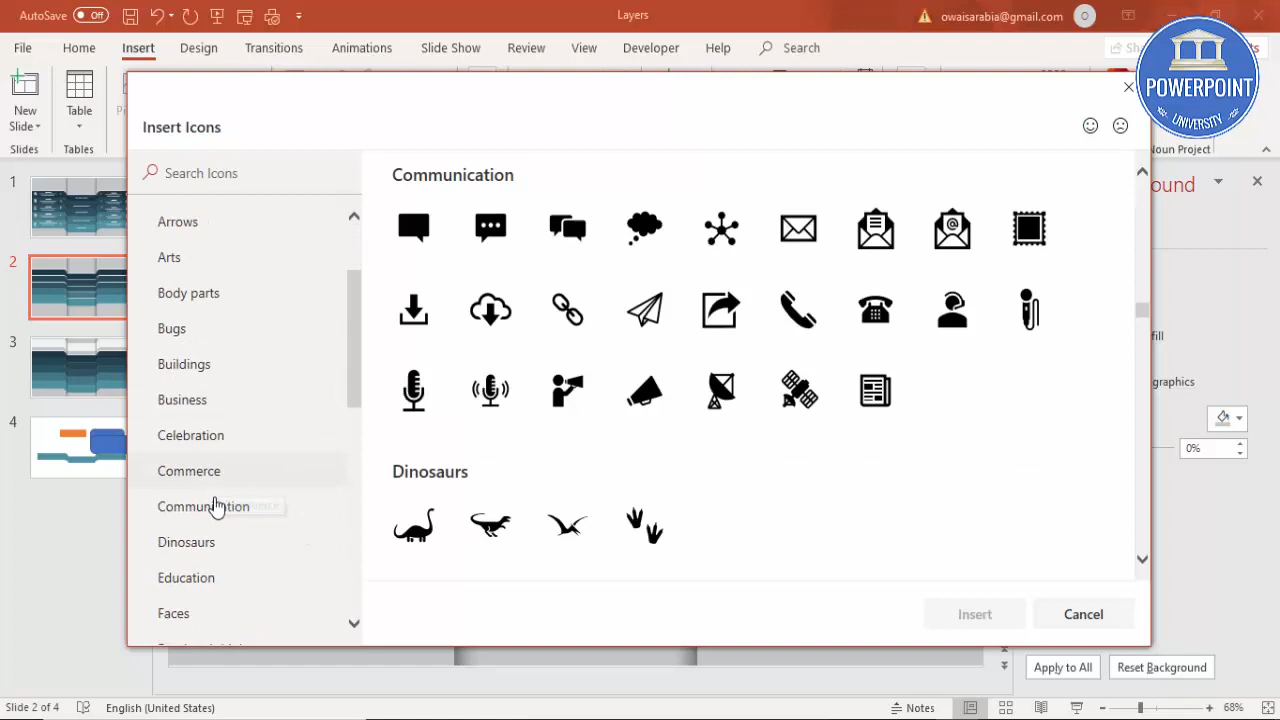 AutoSave Off
Layers
owaisarabia@gmail.com
O
File Home Insert Design Transitions Animations Slide Show Review View Developer Help Search
New
Slide
Slides
Table
Tables
POWERPOINT
UNIVERSITY
Noun Project
Insert Icons
Search Icons
Arrows
Arts
Body parts
Bugs
Buildings
Business
Celebration
Commerce
Communication
Dinosaurs
Education
Faces
Communication
Dinosaurs
Insert
Cancel
1
2
3
4
0%
Apply to All
Reset Background
Slide 2 of 4
English (United States)
Notes
68%